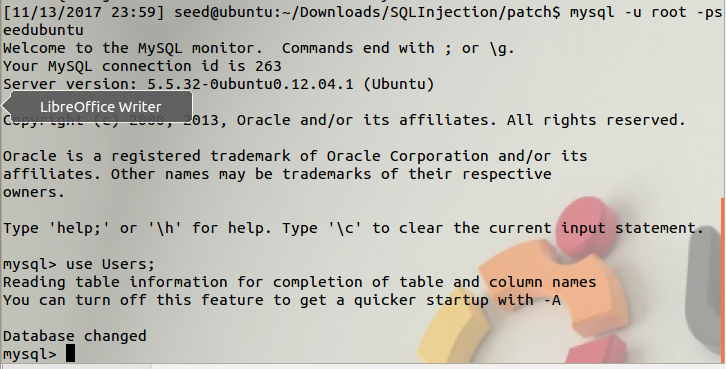 [11/13/2017 23:59] seed@ubuntu:~/Downloads/SQLInjection/patch$ mysql -u root -ps
eedubuntu
Welcome to the MySQL monitor.  Commands end with ; or \g.
Your MySQL connection id is 263
Server version: 5.5.32-0ubuntu0.12.04.1 (Ubuntu)
LibreOffice Writer
Copyright (c) 2000, 2013, Oracle and/or its affiliates. All rights reserved.
Oracle is a registered trademark of Oracle Corporation and/or its
affiliates. Other names may be trademarks of their respective
owners.
Type 'help;' or '\h' for help. Type '\c' to clear the current input statement.
mysql> use Users;
Reading table information for completion of table and column names
You can turn off this feature to get a quicker startup with -A
Database changed
mysql>